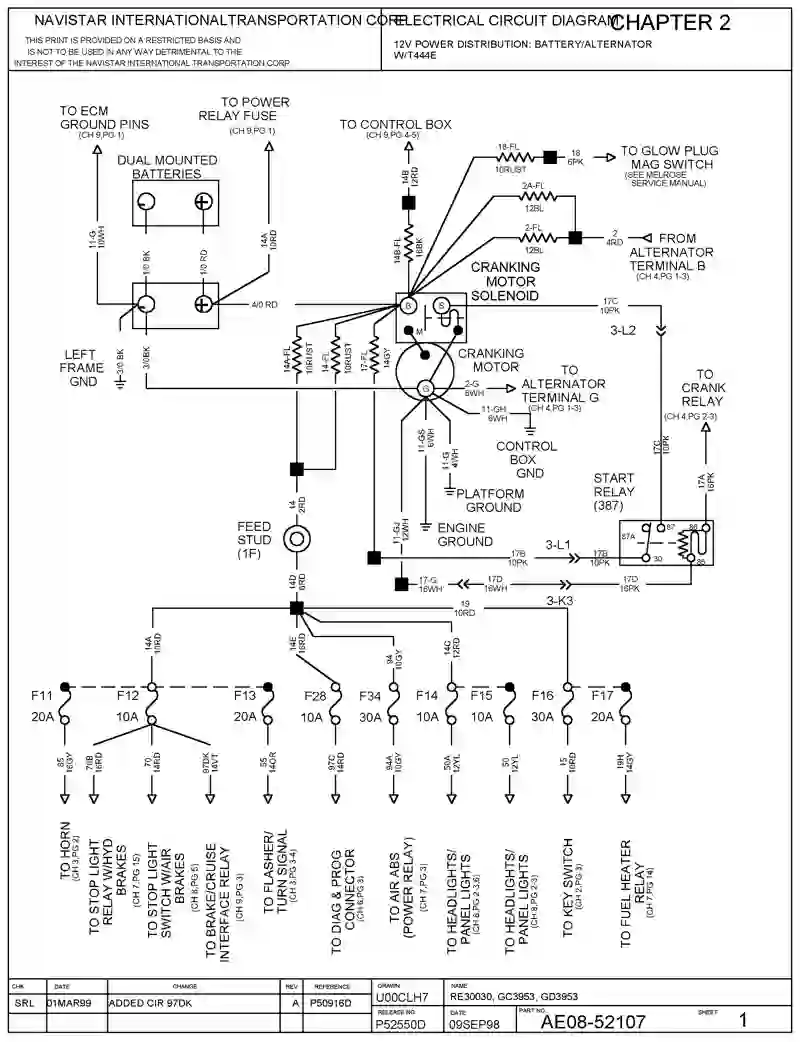 NAVISTAR INTERNATIONALTRANSPORTATION CORP
ELECTRICAL CIRCUIT DIAGRAM
CHAPTER 2
THIS PRINT IS PROVIDED ON A RESTRICTED BASIS AND
IS NOT TO BE USED IN ANY WAY DETRIMENTAL TO THE
INTEREST OF THE NAVISTAR INTERNATIONAL TRANSPORTATION CORP
12V POWER DISTRIBUTION: BATTERY/ALTERNATOR
W/T444E
TO ECM
GROUND PINS
(CH 9,PG 1)
TO POWER
RELAY FUSE
(CH 9,PG 1)
TO CONTROL BOX
(CH 9,PG 4-5)
DUAL MOUNTED
BATTERIES
18-FL
10RUST
18
6PK
TO GLOW PLUG
MAG SWITCH
(SEE MELROSE
SERVICE MANUAL)
14B
12RD
2A-FL
12BL
2-FL
12BL
2
4RD
FROM
ALTERNATOR
TERMINAL B
(CH 4,PG 1-3)
11-G
10WH
14A
10RD
1/0 BK
1/0 RD
14B-FL
16BK
CRANKING
MOTOR
SOLENOID
4/0 RD
B
S
M
17C
10PK
3-L2
LEFT
FRAME
GND
3/0 BK
3/0BK
14A-FL
10RUST
14-FL
10RUST
17-FL
14GY
CRANKING
MOTOR
G
2-G
6WH
TO
ALTERNATOR
TERMINAL G
(CH 4,PG 1-3)
TO
CRANK
RELAY
(CH 4,PG 2-3)
11-GH
6WH
11-GS
6WH
11-G
4WH
CONTROL
BOX
GND
17C
10PK
17A
16PK
PLATFORM
GROUND
ENGINE
GROUND
START
RELAY
(387)
14
2RD
FEED
STUD
(1F)
11-GJ
12WH
87A
87
86
30
85
3-L1
17B
10PK
17B
10PK
14D
6RD
17-G
16WH
17D
16WH
17D
16PK
3-K3
19
10RD
14A
10RD
14E
16RD
94
10GY
14C
12RD
F11
20A
F12
10A
F13
20A
F28
10A
F34
30A
F14
10A
F15
10A
F16
30A
F17
20A
85
16GY
70B
16RD
70
14RD
97DK
14VT
55
14OR
97C
14RD
94A
10GY
50A
12YL
50
12YL
15
10RD
19H
14GY
TO HORN
(CH 3,PG 2)
TO STOP LIGHT
RELAY W/HYD
BRAKES
(CH 7,PG 15)
TO STOP LIGHT
SWITCH W/AIR
BRAKES
(CH 6,PG 5)
TO BRAKE/CRUISE
INTERFACE RELAY
(CH 9,PG 3)
TO FLASHER/
TURN SIGNAL
(CH 3,PG 3-4)
TO DIAG & PROG
CONNECTOR
(CH 6,PG 3)
TO AIR ABS
(POWER RELAY)
(CH 7,PG 3)
TO HEADLIGHTS/
PANEL LIGHTS
(CH 8,PG 2-3,6)
TO HEADLIGHTS/
PANEL LIGHTS
(CH 8,PG 2-3)
TO KEY SWITCH
(CH 2,PG 3)
TO FUEL HEATER
RELAY
(CH 7,PG 14)
CHK DATE CHANGE REV REFERENCE
SRL 01MAR99 ADDED CIR 97DK A P50916D
DRAWN
U00CLH7
NAME
RE30030, GC3953, GD3953
RELEASE NO.
P52550D
DATE
09SEP98
PART NO.
AE08-52107
SHEET
1